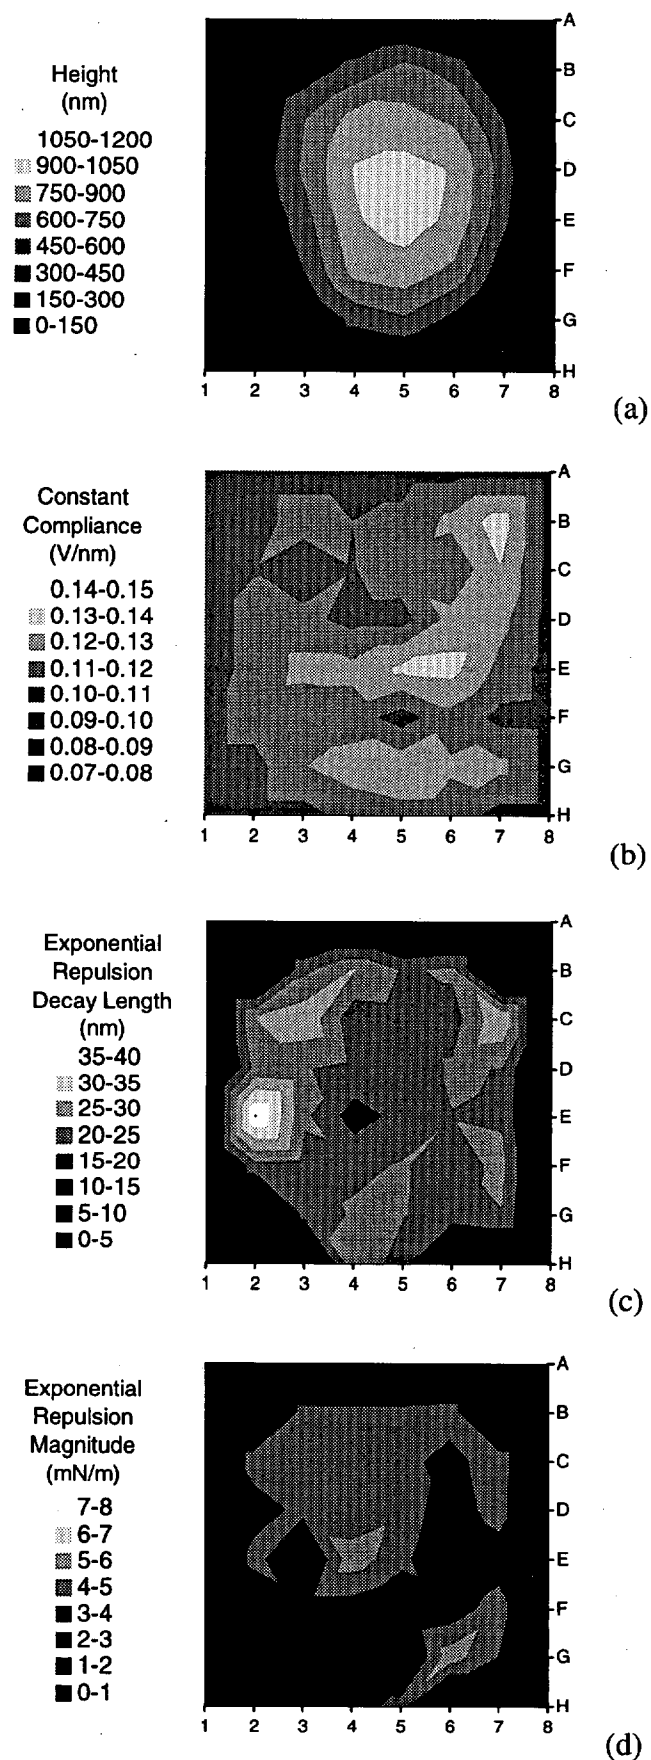 Height
(nm)
1050-1200
900-1050
750-900
600-750
450-600
300-450
150-300
0-150
A
B
C
D
E
F
G
H
1 2 3 4 5 6 7 8
(a)
Constant
Compliance
(V/nm)
0.14-0.15
0.13-0.14
0.12-0.13
0.11-0.12
0.10-0.11
0.09-0.10
0.08-0.09
0.07-0.08
A
B
C
D
E
F
G
H
1 2 3 4 5 6 7 8
(b)
Exponential
Repulsion
Decay Length
(nm)
35-40
30-35
25-30
20-25
15-20
10-15
5-10
0-5
A
B
C
D
E
F
G
H
1 2 3 4 5 6 7 8
(c)
Exponential
Repulsion
Magnitude
(mN/m)
7-8
6-7
5-6
4-5
3-4
2-3
1-2
0-1
A
B
C
D
E
F
G
H
1 2 3 4 5 6 7 8
(d)